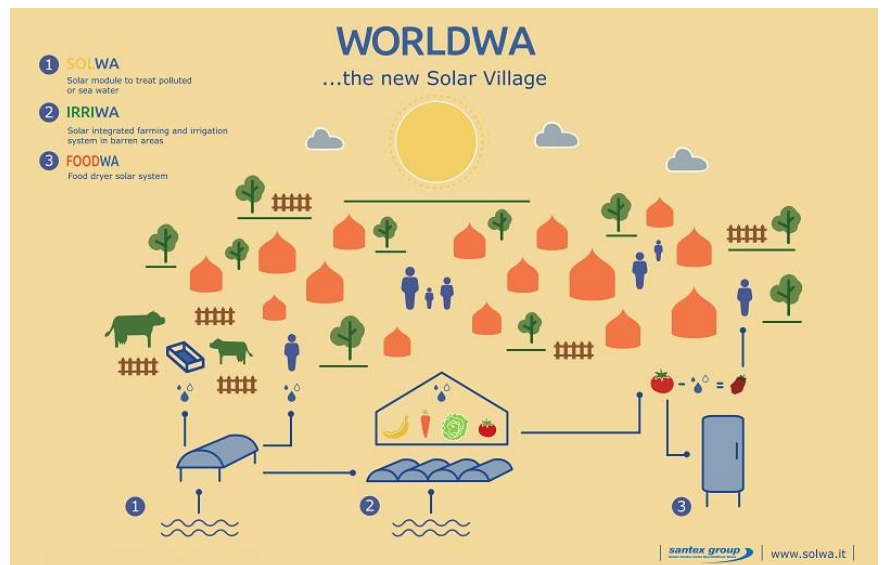 WORLDWA
...the new Solar Village
1 SOLWA
Solar module to treat polluted
or sea water
2 IRRIWA
Solar integrated farming and irrigation
system in barren areas
3 FOODWA
Food dryer solar system
- =
1
2
3
santex group
www.solwa.it